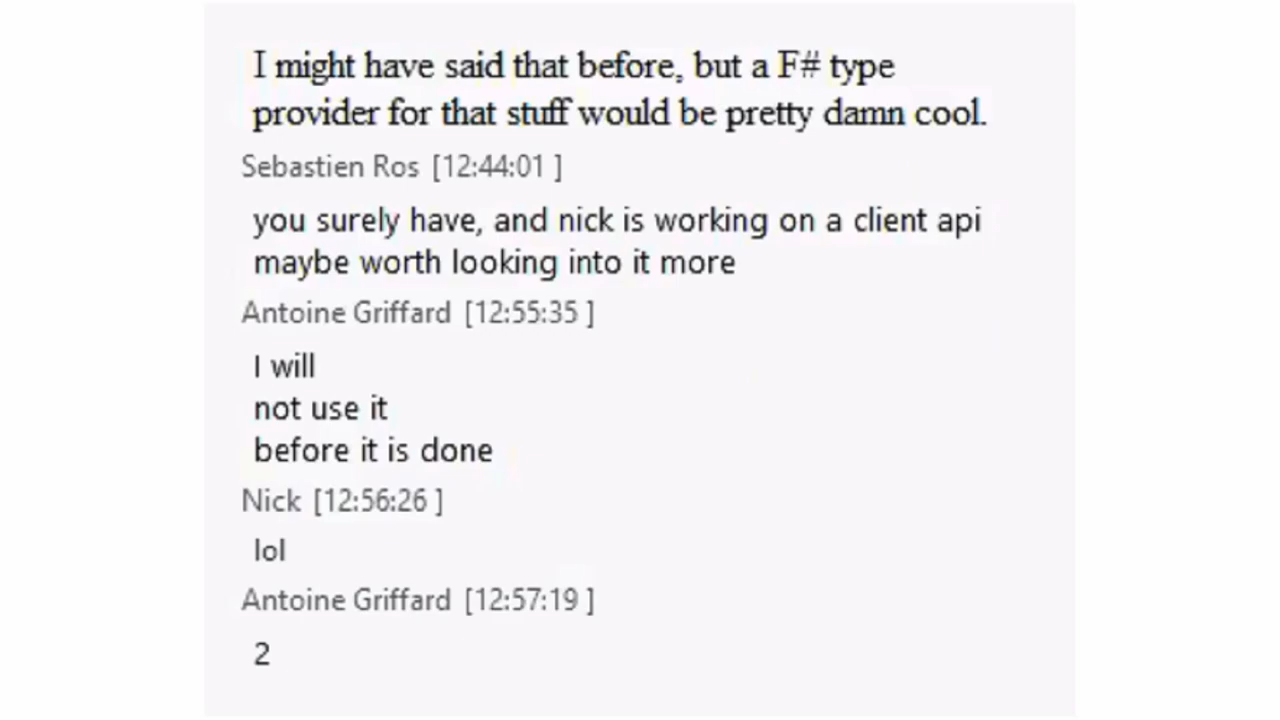 I might have said that before, but a F# type
provider for that stuff would be pretty damn cool.
Sebastien Ros [12:44:01 ]
you surely have, and nick is working on a client api
maybe worth looking into it more
Antoine Griffard [12:55:35 ]
I will
not use it
before it is done
Nick [12:56:26 ]
lol
Antoine Griffard [12:57:19 ]
2